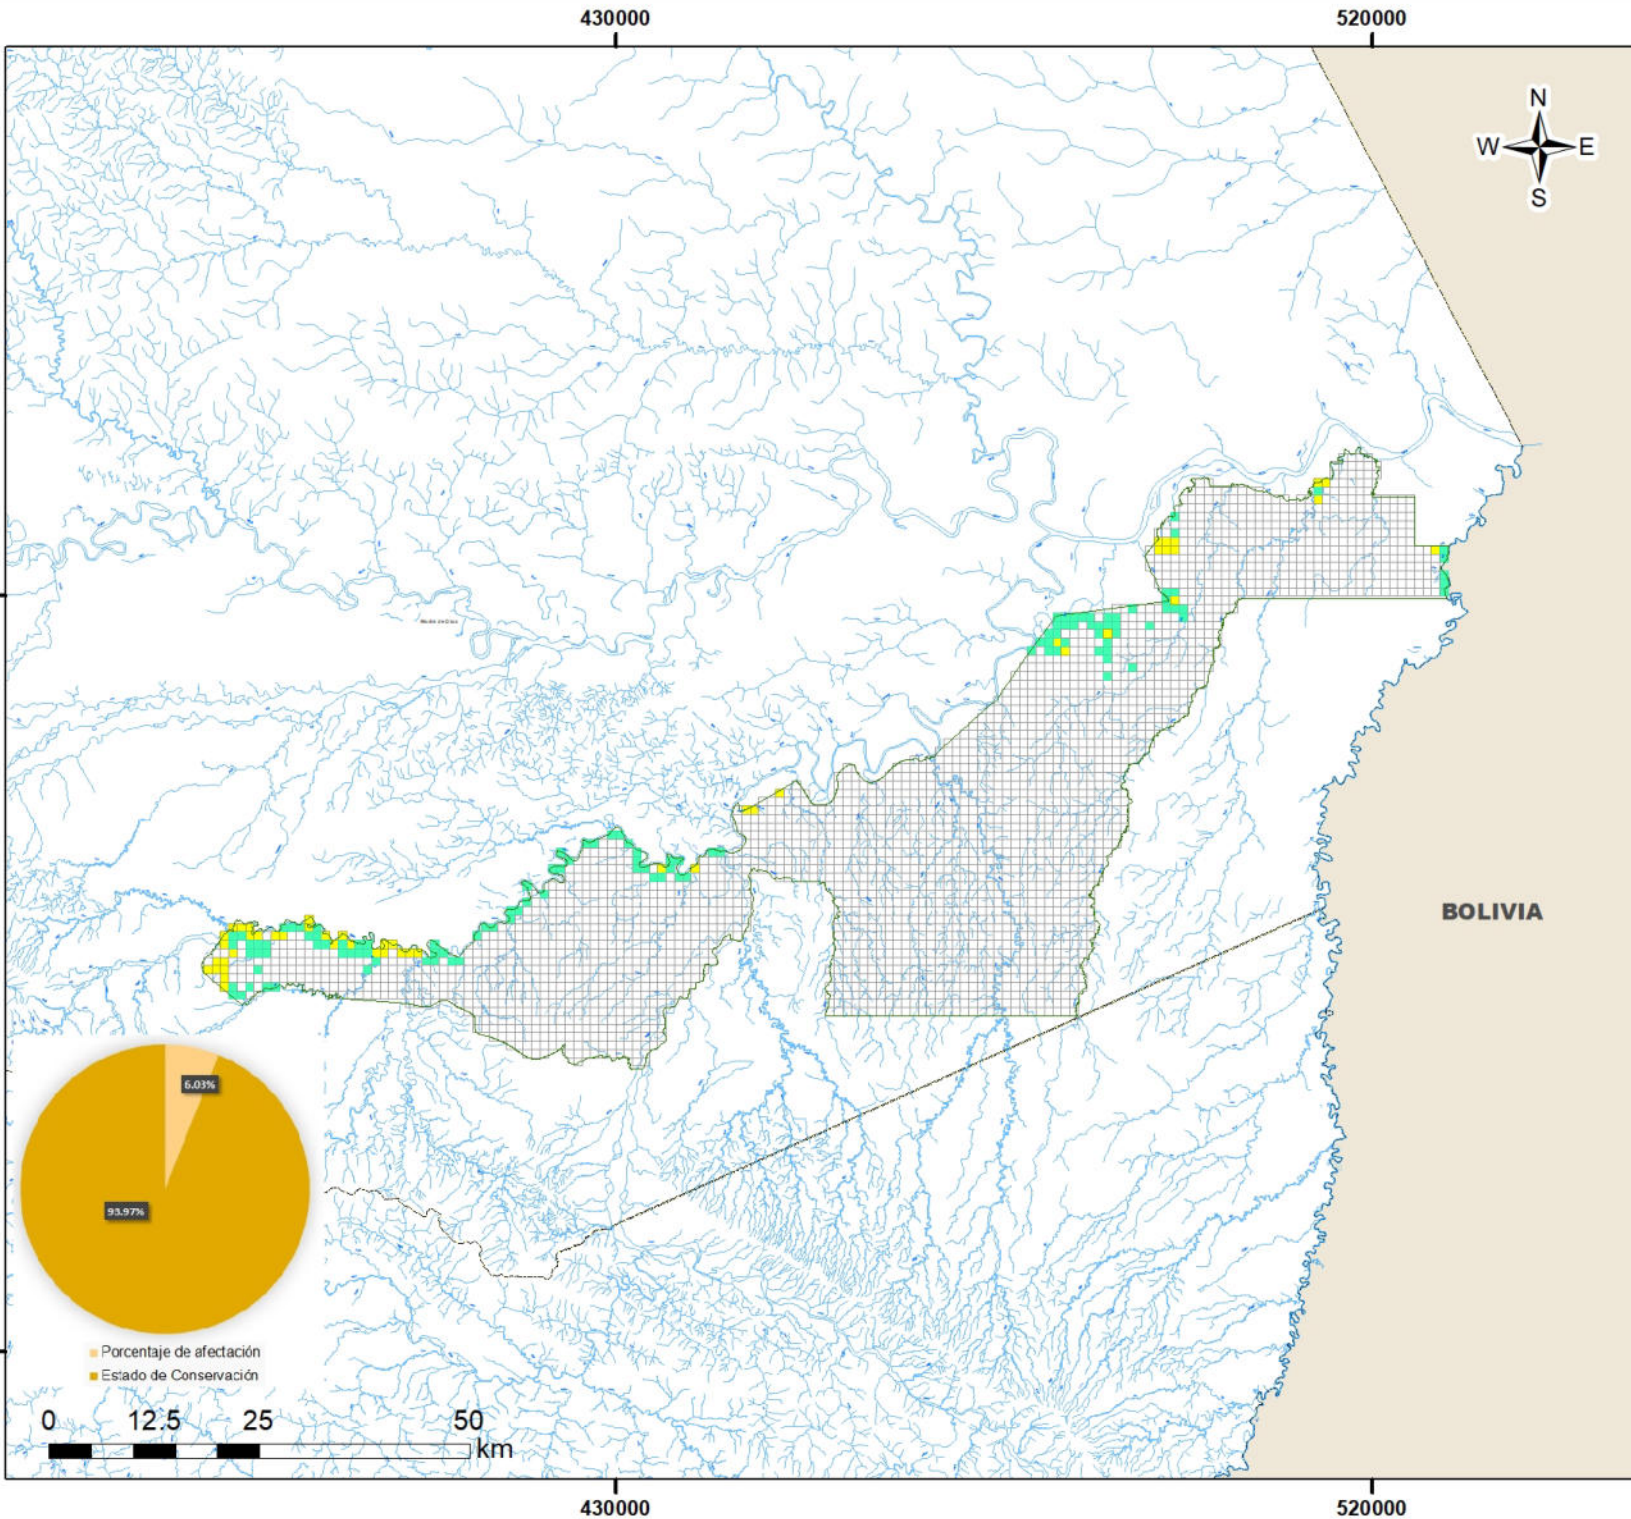 430000 520000
N
W E
S
BOLIVIA
6.03%
93.97%
Porcentaje de afectación
Estado de Conservación
0 12.5 25 50
km
430000 520000